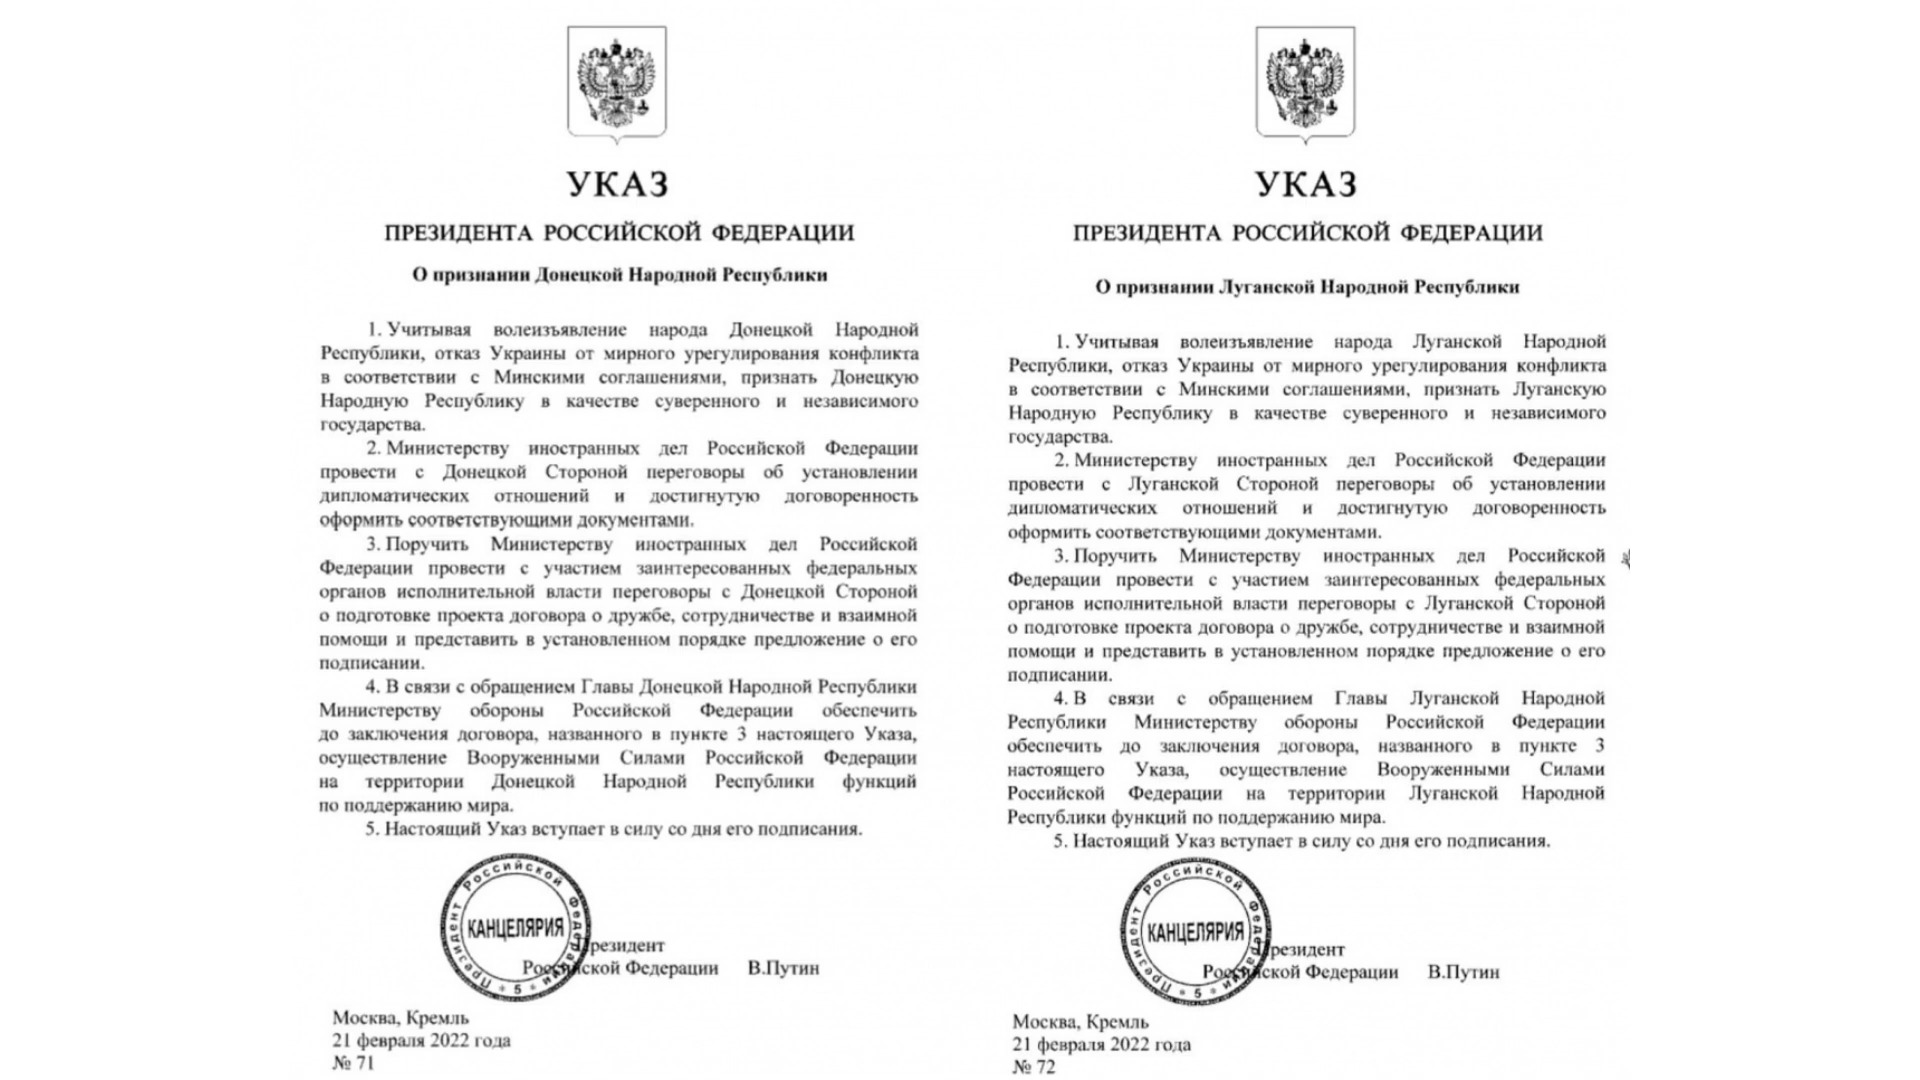 УКАЗ
ПРЕЗИДЕНТА РОССИЙСКОЙ ФЕДЕРАЦИИ
О признании Донецкой Народной Республики
1. Учитывая волеизъявление народа Донецкой Народной
Республики, отказ Украины от мирного урегулирования конфликта
в соответствии с Минскими соглашениями, признать Донецкую
Народную Республику в качестве суверенного и независимого
государства.
2. Министерству иностранных дел Российской Федерации
провести с Донецкой Стороной переговоры об установлении
дипломатических отношений и достигнутую договоренность
оформить соответствующими документами.
3. Поручить Министерству иностранных дел Российской
Федерации провести с участием заинтересованных федеральных
органов исполнительной власти переговоры с Донецкой Стороной
о подготовке проекта договора о дружбе, сотрудничестве и взаимной
помощи и представить в установленном порядке предложение о его
подписании.
4. В связи с обращением Главы Донецкой Народной Республики
Министерству обороны Российской Федерации обеспечить
до заключения договора, названного в пункте 3 настоящего Указа,
осуществление Вооруженными Силами Российской Федерации
на территории Донецкой Народной Республики функций
по поддержанию мира.
5. Настоящий Указ вступает в силу со дня его подписания.
Президент Российской Федерации
КАНЦЕЛЯРИЯ
* 5 *
Президент
Российской Федерации В.Путин
Москва, Кремль
21 февраля 2022 года
№ 71
УКАЗ
ПРЕЗИДЕНТА РОССИЙСКОЙ ФЕДЕРАЦИИ
О признании Луганской Народной Республики
1. Учитывая волеизъявление народа Луганской Народной
Республики, отказ Украины от мирного урегулирования конфликта
в соответствии с Минскими соглашениями, признать Луганскую
Народную Республику в качестве суверенного и независимого
государства.
2. Министерству иностранных дел Российской Федерации
провести с Луганской Стороной переговоры об установлении
дипломатических отношений и достигнутую договоренность
оформить соответствующими документами.
3. Поручить Министерству иностранных дел Российской
Федерации провести с участием заинтересованных федеральных
органов исполнительной власти переговоры с Луганской Стороной
о подготовке проекта договора о дружбе, сотрудничестве и взаимной
помощи и представить в установленном порядке предложение о его
подписании.
4. В связи с обращением Главы Луганской Народной
Республики Министерству обороны Российской Федерации
обеспечить до заключения договора, названного в пункте 3
настоящего Указа, осуществление Вооруженными Силами
Российской Федерации на территории Луганской Народной
Республики функций по поддержанию мира.
5. Настоящий Указ вступает в силу со дня его подписания.
Президент Российской Федерации
КАНЦЕЛЯРИЯ
* 5 *
Президент
Российской Федерации В.Путин
Москва, Кремль
21 февраля 2022 года
№ 72